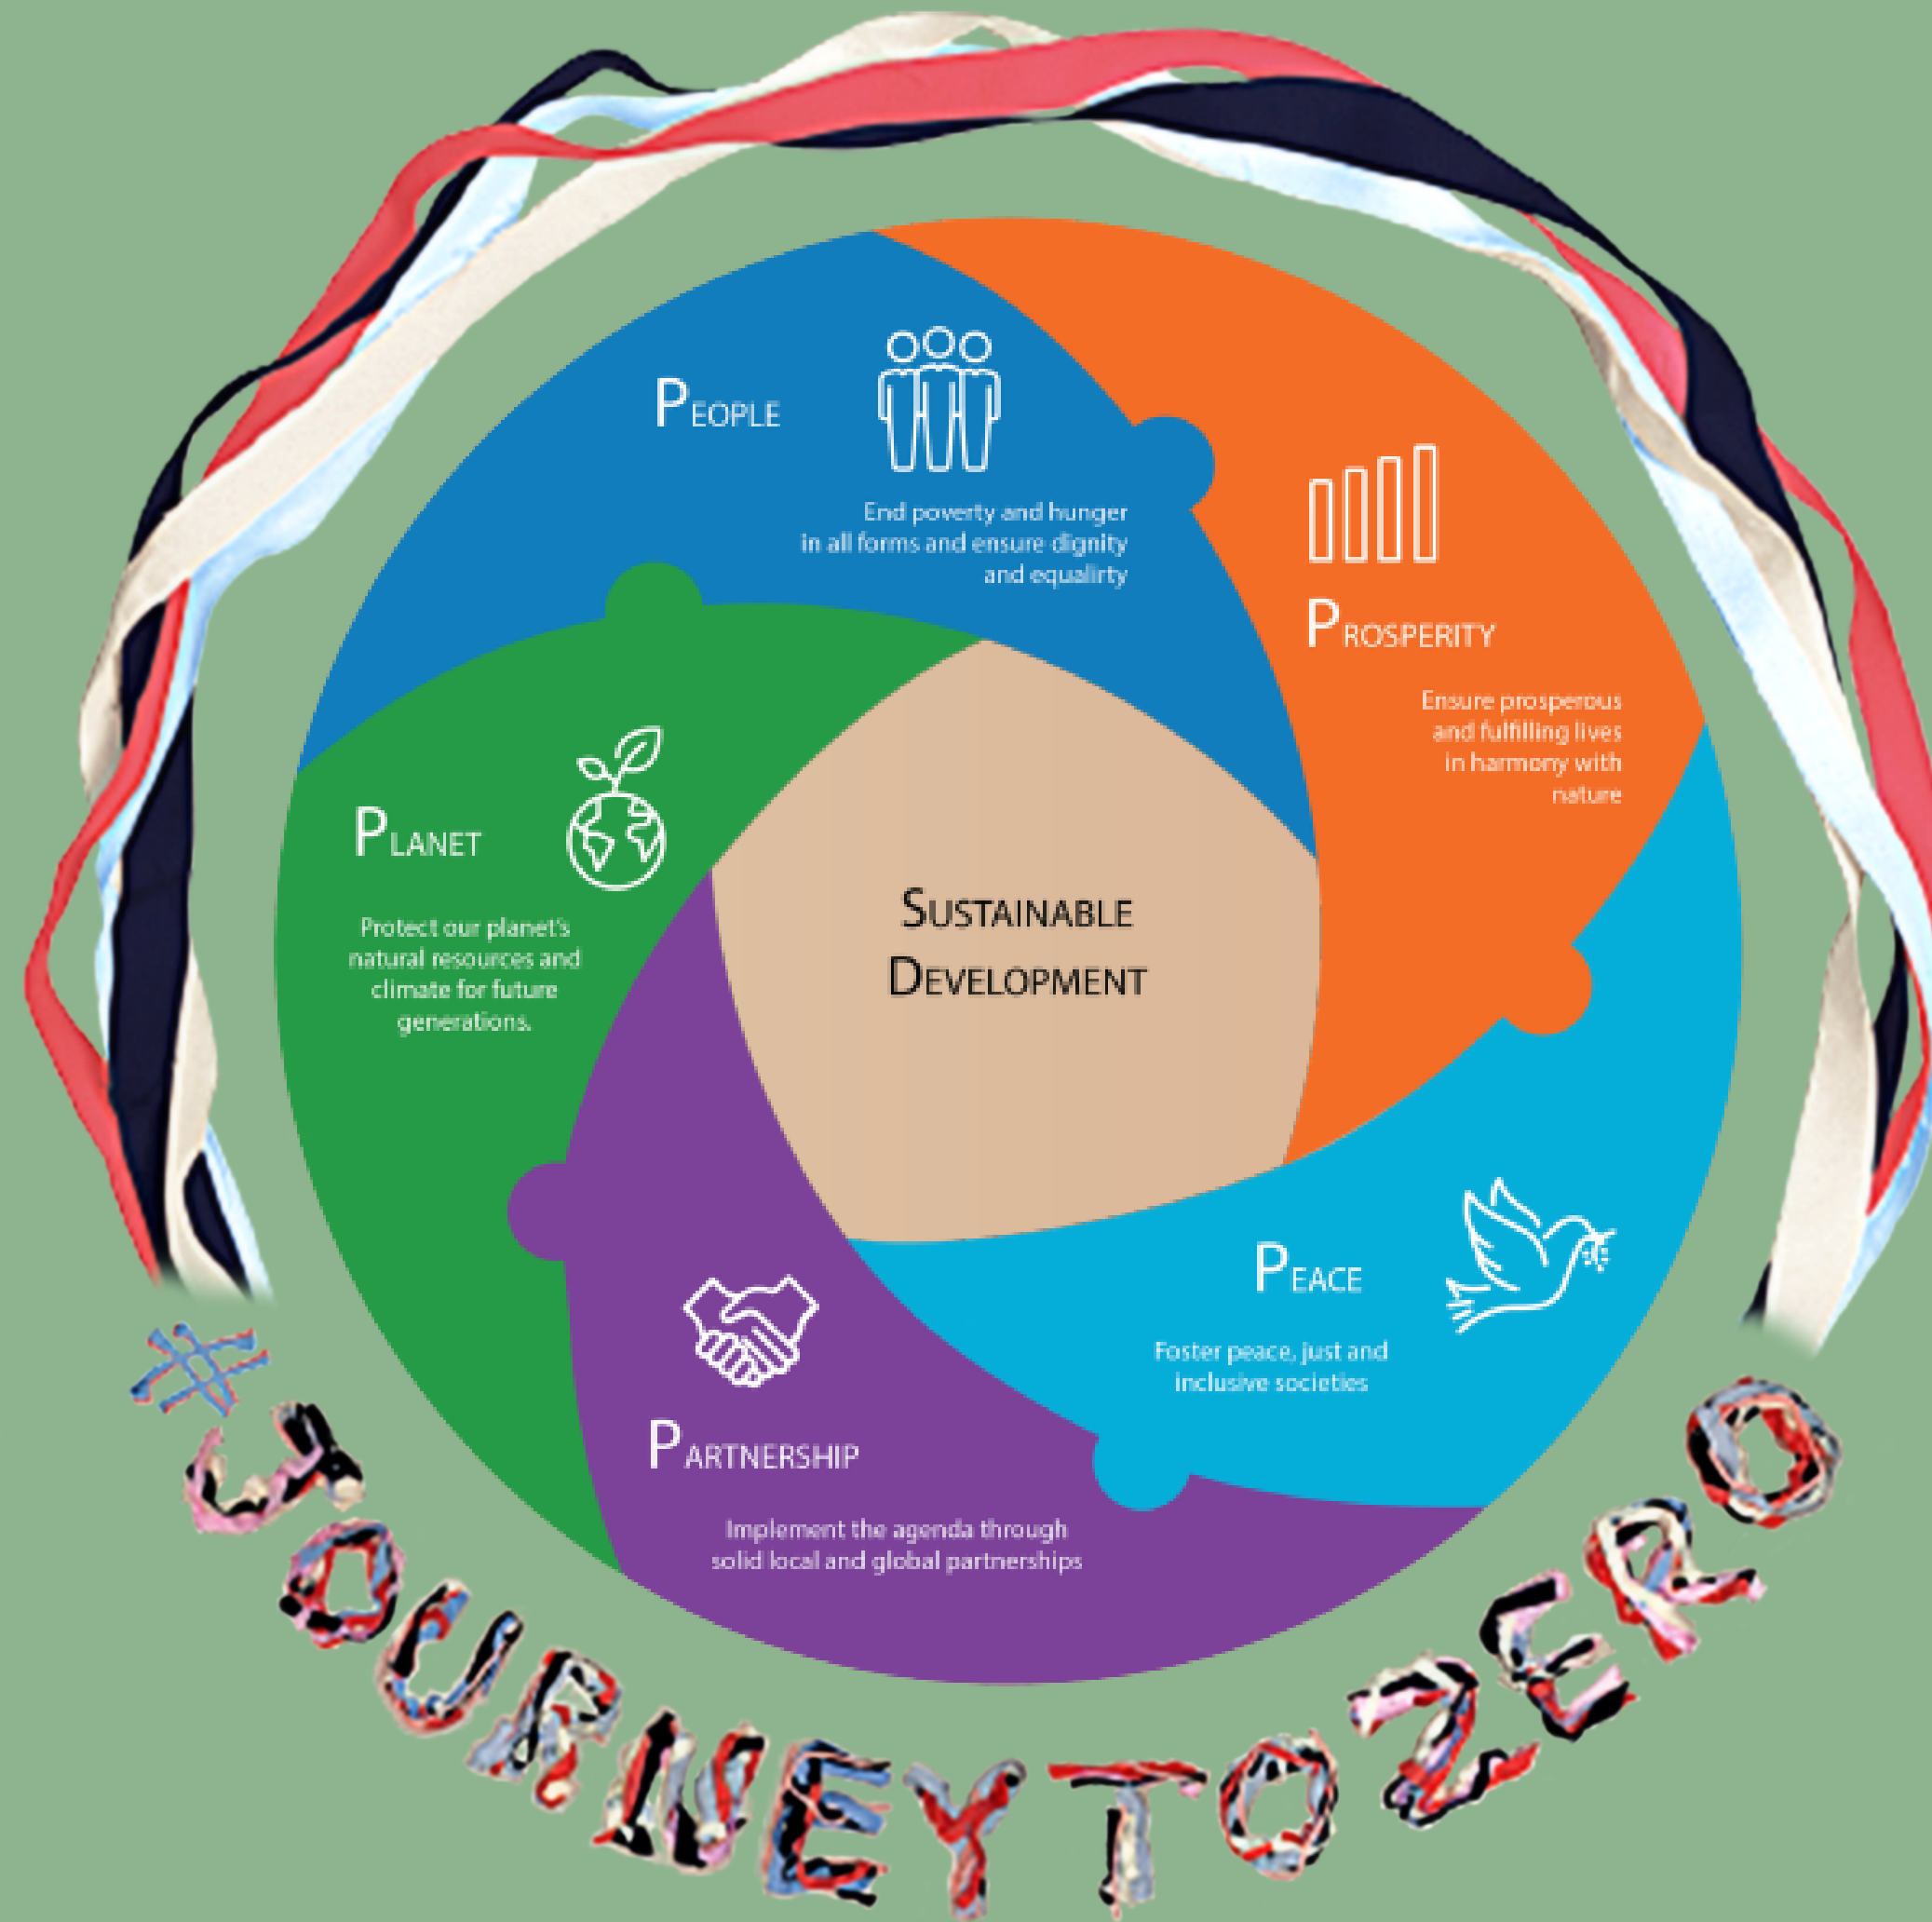 PEOPLE
End poverty and hunger
in all forms and ensure dignity
and equalirty
PROSPERITY
Ensure prosperous
and fulfilling lives
in harmony with
nature
PLANET
Protect our planet's
natural resources and
climate for future
generations.
SUSTAINABLE
DEVELOPMENT
PEACE
Foster peace, just and
inclusive societies
PARTNERSHIP
Implement the agenda through
solid local and global partnerships
#JOURNEYTOZERO